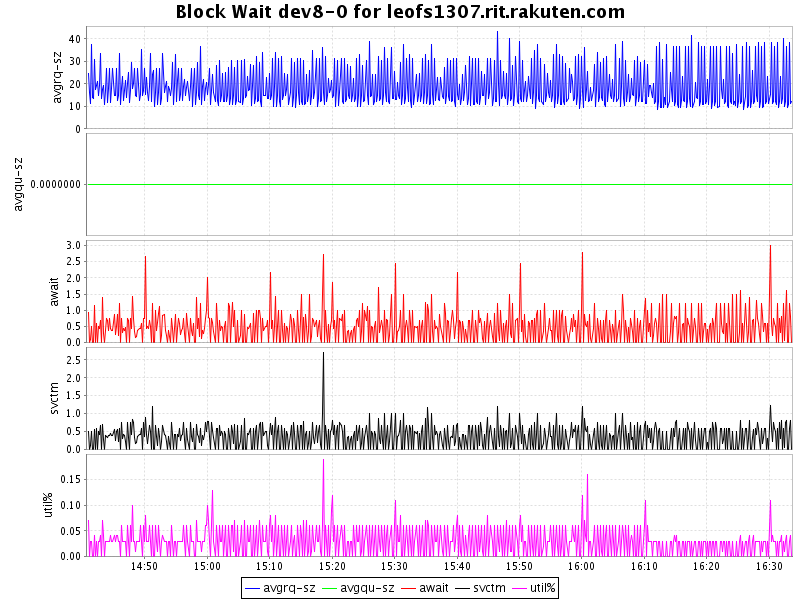 Block Wait dev8-0 for leofs1307.rit.rakuten.com
avgrq-sz
40
30
20
10
0
avgqu-sz
0.0000000
await
3.0
2.5
2.0
1.5
1.0
0.5
0.0
svctm
2.5
2.0
1.5
1.0
0.5
0.0
util%
0.15
0.10
0.05
0.00
14:50 15:00 15:10 15:20 15:30 15:40 15:50 16:00 16:10 16:20 16:30
avgrq-sz avgqu-sz await svctm util%